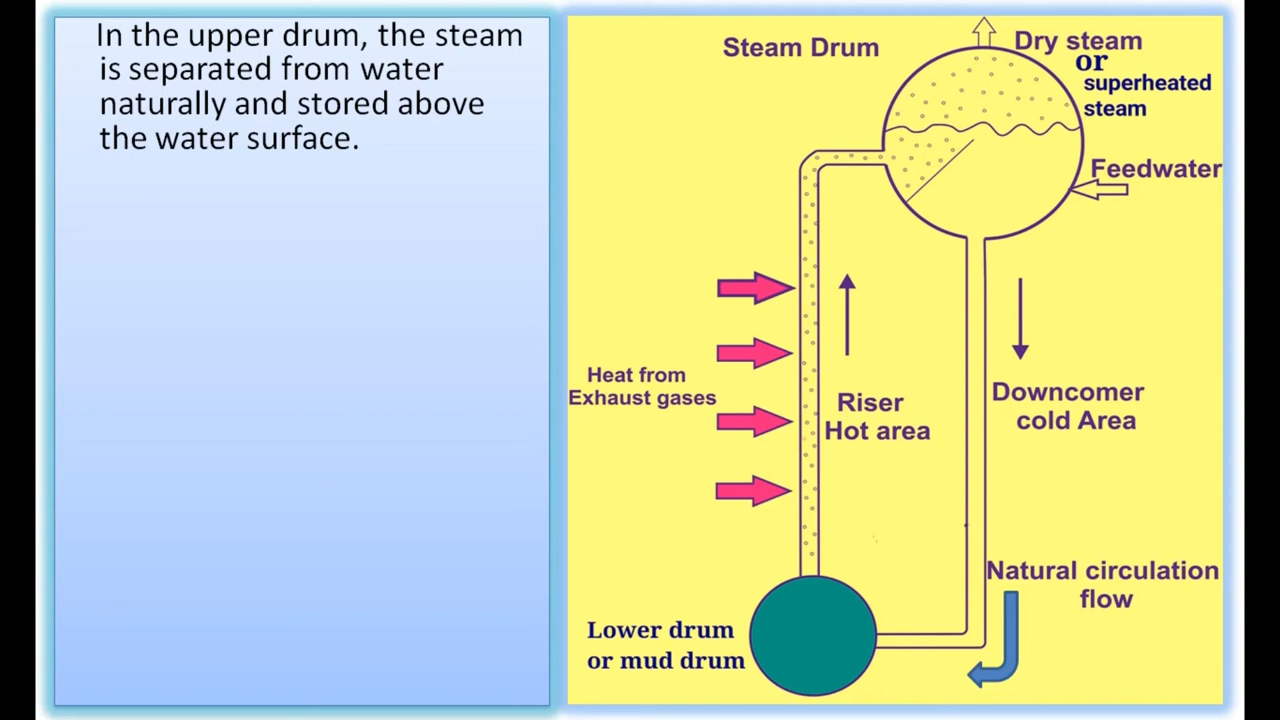 In the upper drum, the steam
is separated from water
naturally and stored above
the water surface.
Steam Drum
Dry steam
or
superheated
steam
Feedwater
Heat from
Exhaust gases
Riser
Hot area
Downcomer
cold Area
Natural circulation
flow
Lower drum
or mud drum